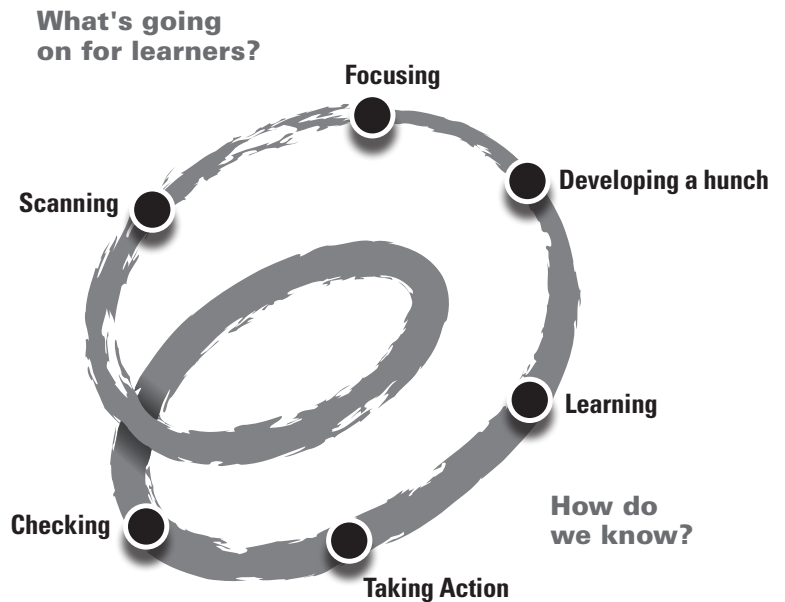 What's going
on for learners?
Focusing
Developing a hunch
Scanning
Learning
How do
we know?
Checking
Taking Action